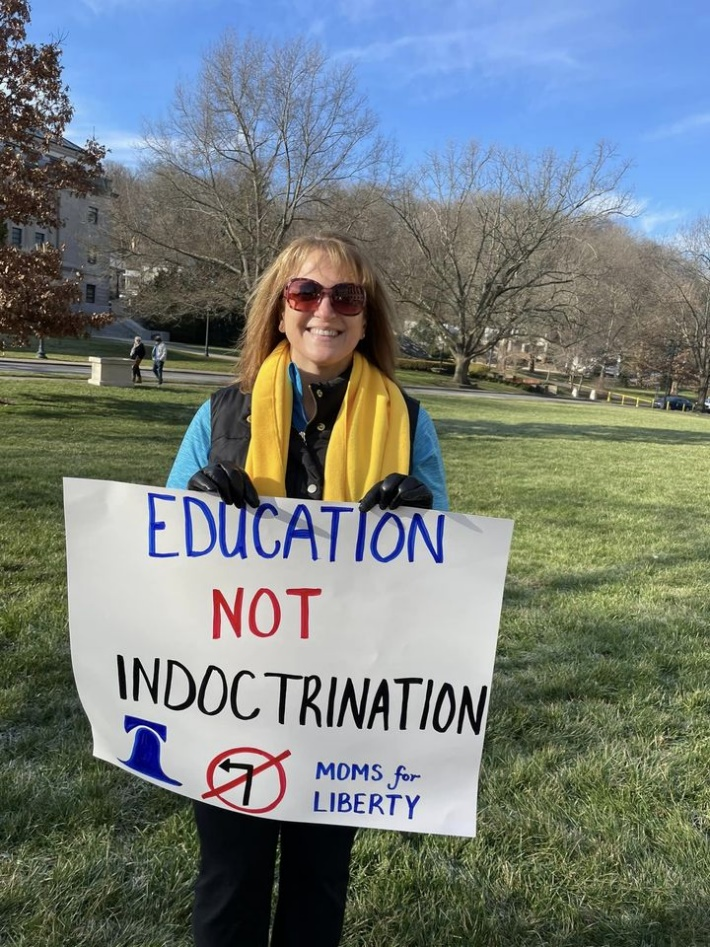 EDUCATION
NOT
INDOCTRINATION
MOMS for
LIBERTY